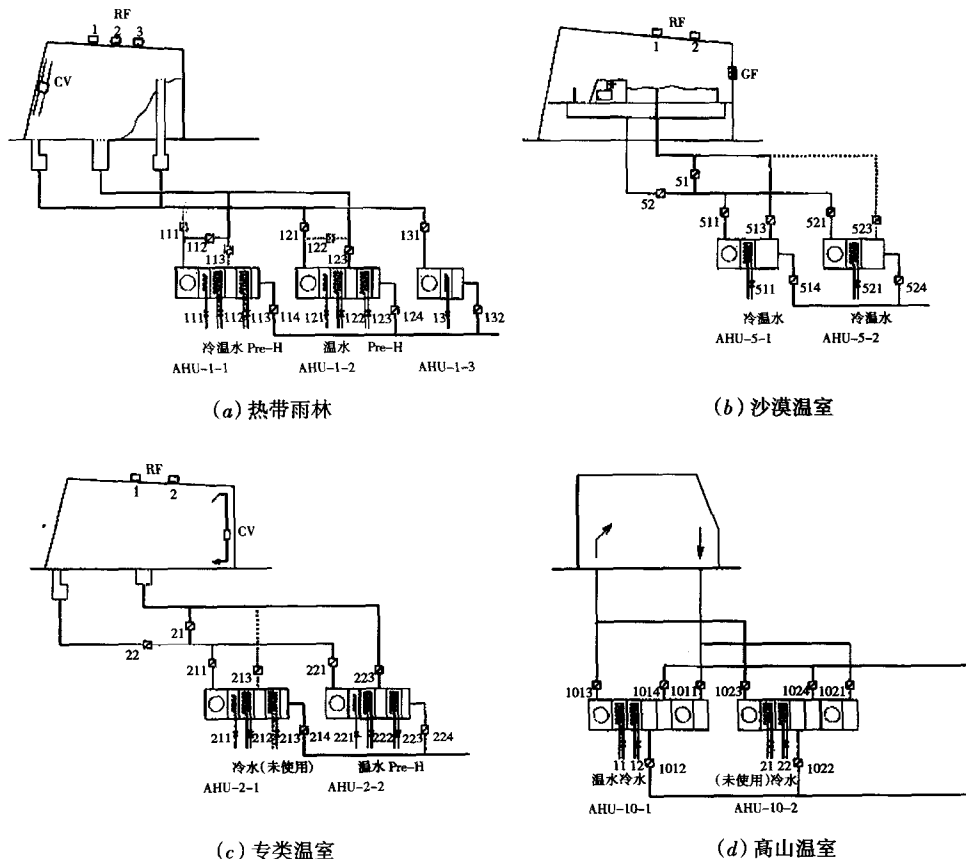 RF
1 2 3
CV
111
112
113
121
122
123
131
111 112 113 114 121 122 123 124 13 132
冷温水 Pre-H 温水 Pre-H
AHU-1-1 AHU-1-2 AHU-1-3
(a) 热带雨林
RF
1 2
GF
51
52
511
513
521
523
511 514 521 524
冷温水 冷温水
AHU-5-1 AHU-5-2
(b) 沙漠温室
RF
1 2
CV
21
22
211
213
221
223
211 212 213 214 221 222 223 224
冷水(未使用) 温水 Pre-H
AHU-2-1 AHU-2-2
(c) 专类温室
1013 1014 1011 1023 1024 1021
11 12 1012 21 22 1022
温水冷水 (未使用)冷水
AHU-10-1 AHU-10-2
(d) 高山温室